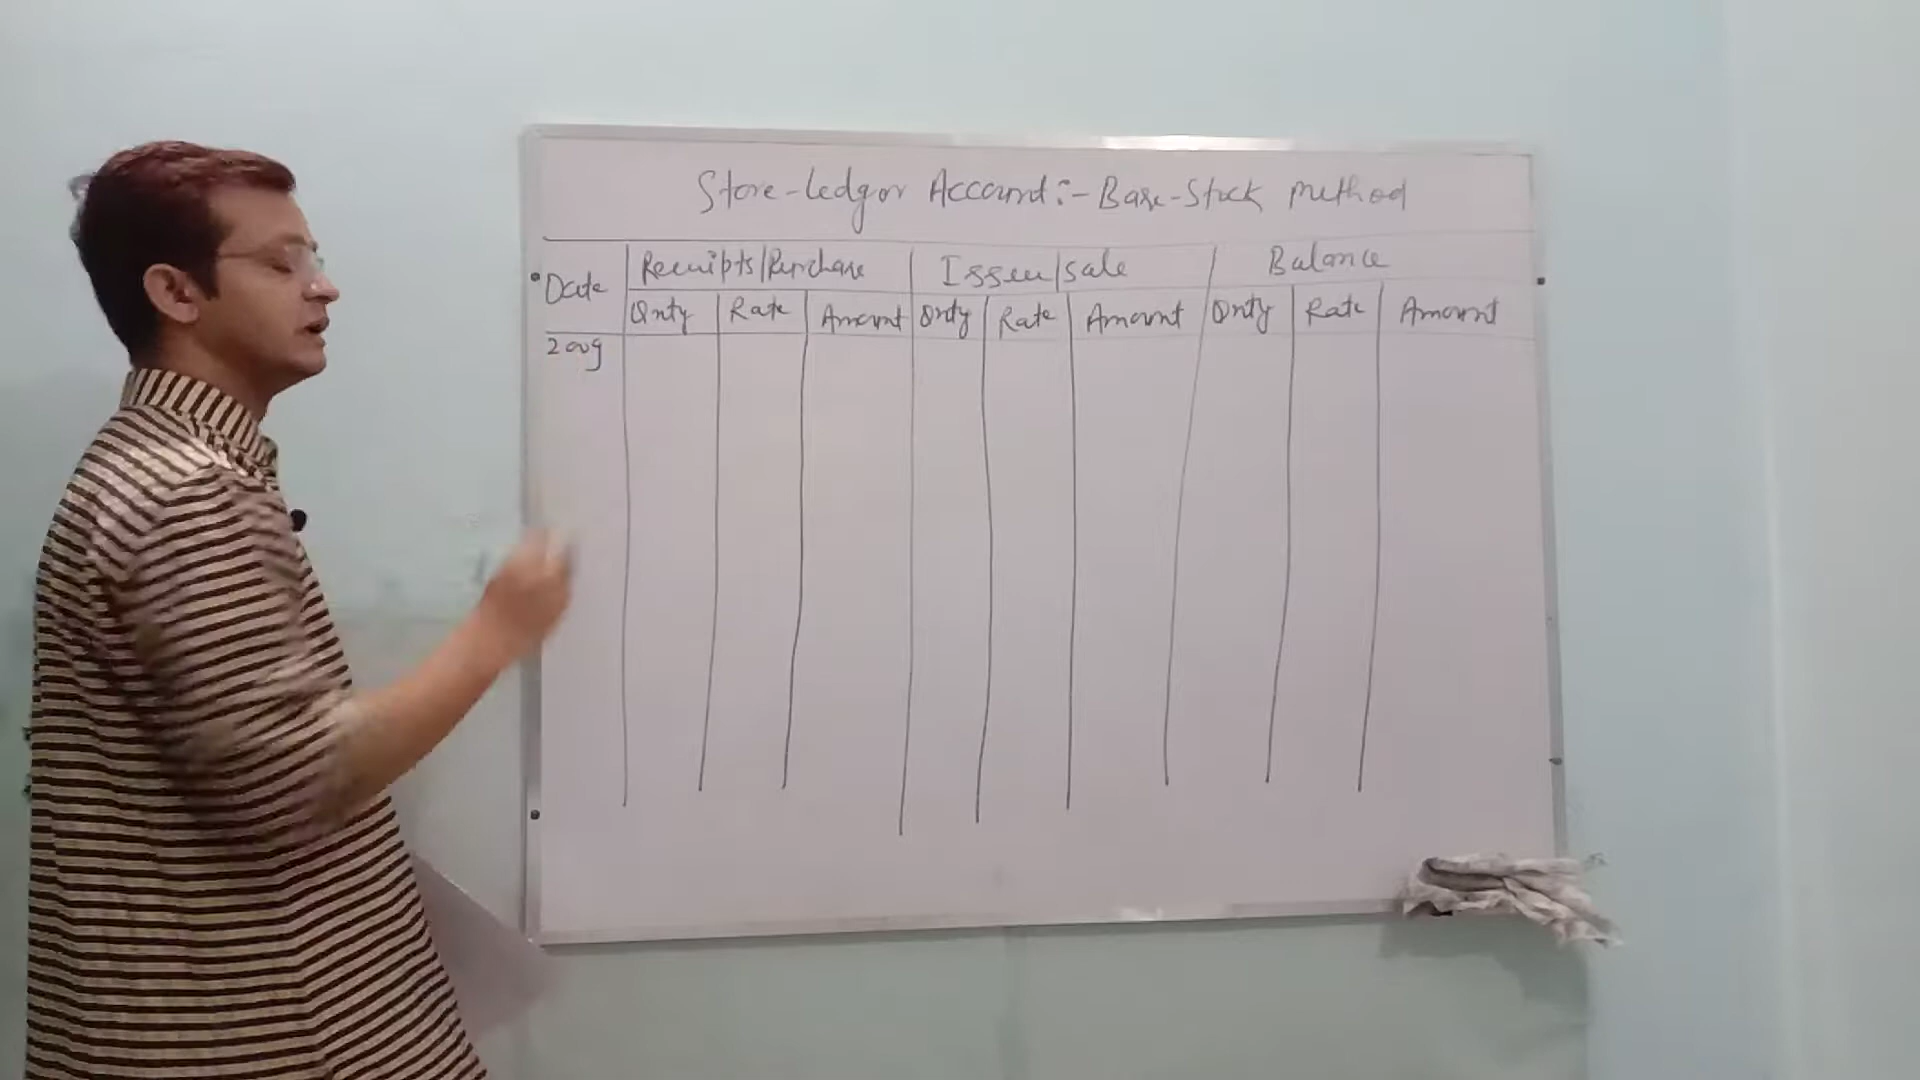 Store-Ledger Account:- Base-Stock Method
Date Receipts/Purchase Issue/sale Balance
Qnty Rate Amount Qnty Rate Amount Qnty Rate Amount
2009